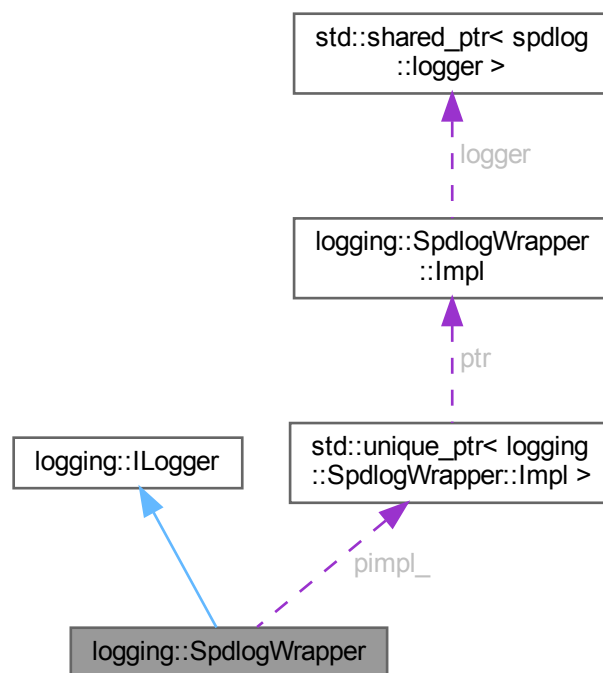 std::shared_ptr< spdlog
::logger >
logger
logging::SpdlogWrapper
::Impl
ptr
logging::ILogger
std::unique_ptr< logging
::SpdlogWrapper::Impl >
pimpl_
logging::SpdlogWrapper